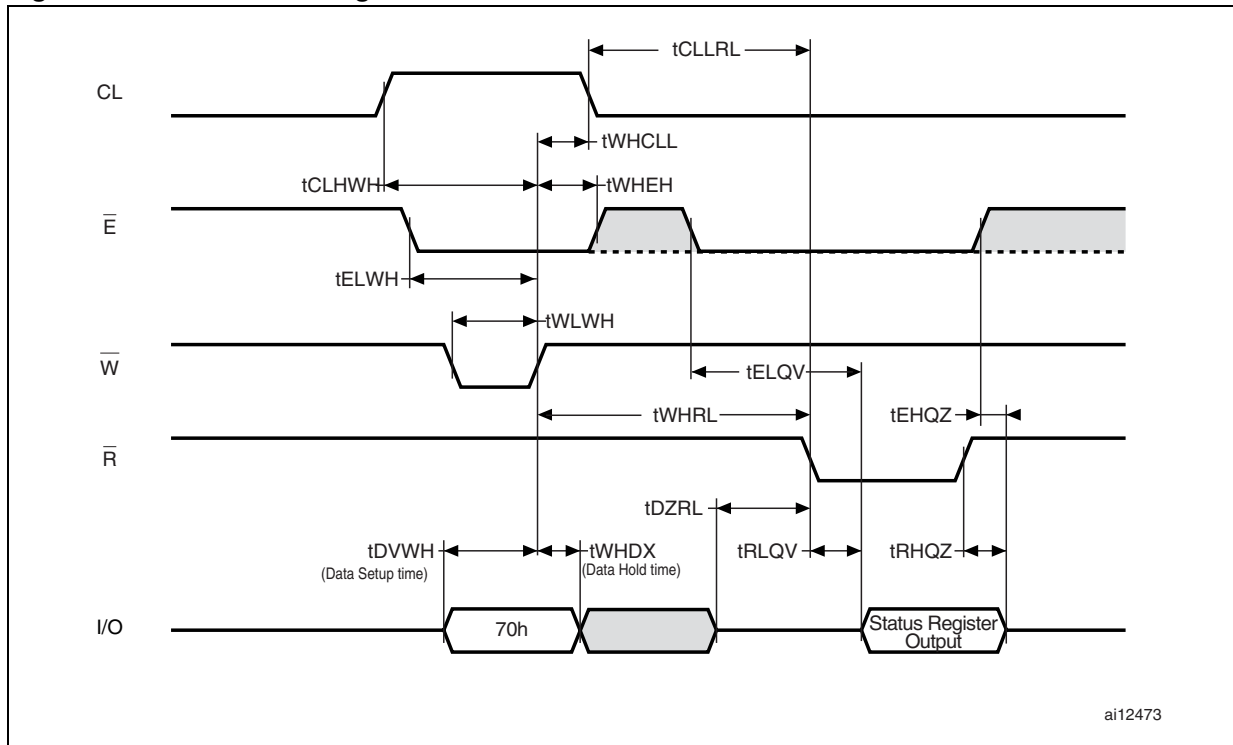 tCLLRL
CL
tWHCLL
tCLHWH
tWHEH
E
tELWH
tWLWH
W
tELQV
tWHRL
tEHQZ
R
tDZRL
tDVWH
tWHDX
tRLQV
tRHQZ
(Data Setup time)
(Data Hold time)
I/O
70h
Status Register
Output
ai12473